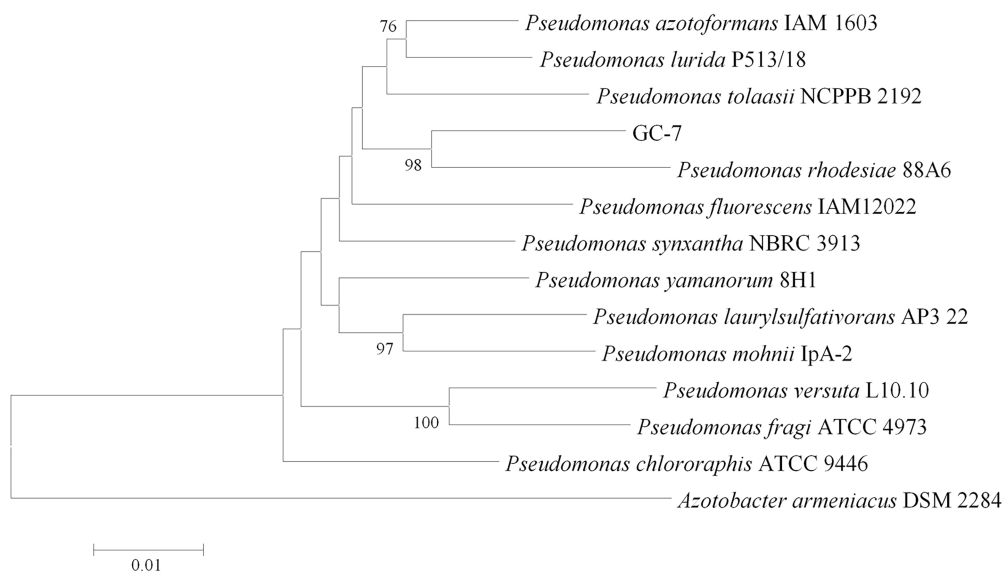 76
Pseudomonas azotoformans IAM 1603
Pseudomonas lurida P513/18
Pseudomonas tolaasii NCPPB 2192
GC-7
98
Pseudomonas rhodesiae 88A6
Pseudomonas fluorescens IAM12022
Pseudomonas synxantha NBRC 3913
Pseudomonas yamanorum 8H1
Pseudomonas laurylsulfativorans AP3 22
97
Pseudomonas mohnii IpA-2
Pseudomonas versuta L10.10
100
Pseudomonas fragi ATCC 4973
Pseudomonas chlororaphis ATCC 9446
Azotobacter armeniacus DSM 2284
0.01